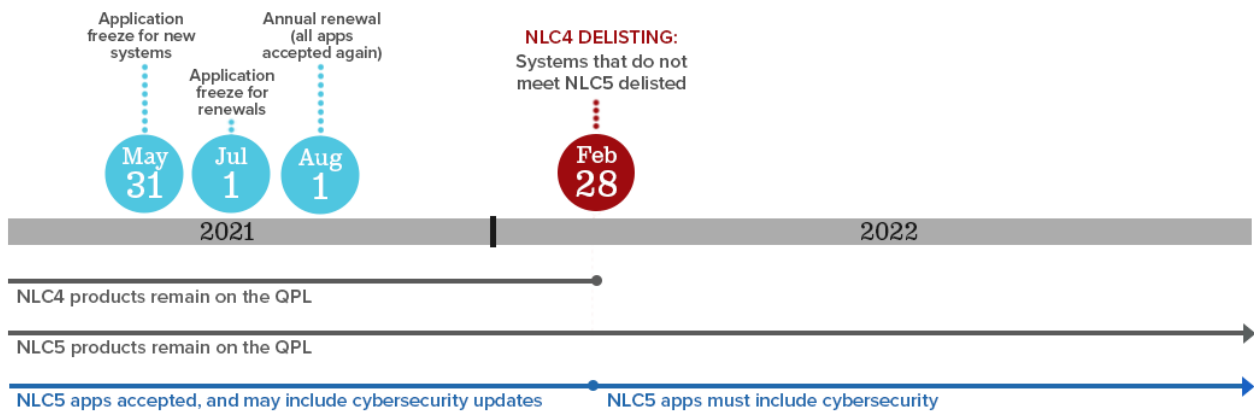 Application
freeze for new
systems
Application
freeze for
renewals
Annual renewal
(all apps
accepted again)
NLC4 DELISTING:
Systems that do not
meet NLC5 delisted
May
31
Jul
1
Aug
1
Feb
28
2021
2022
NLC4 products remain on the QPL
NLC5 products remain on the QPL
NLC5 apps accepted, and may include cybersecurity updates
NLC5 apps must include cybersecurity